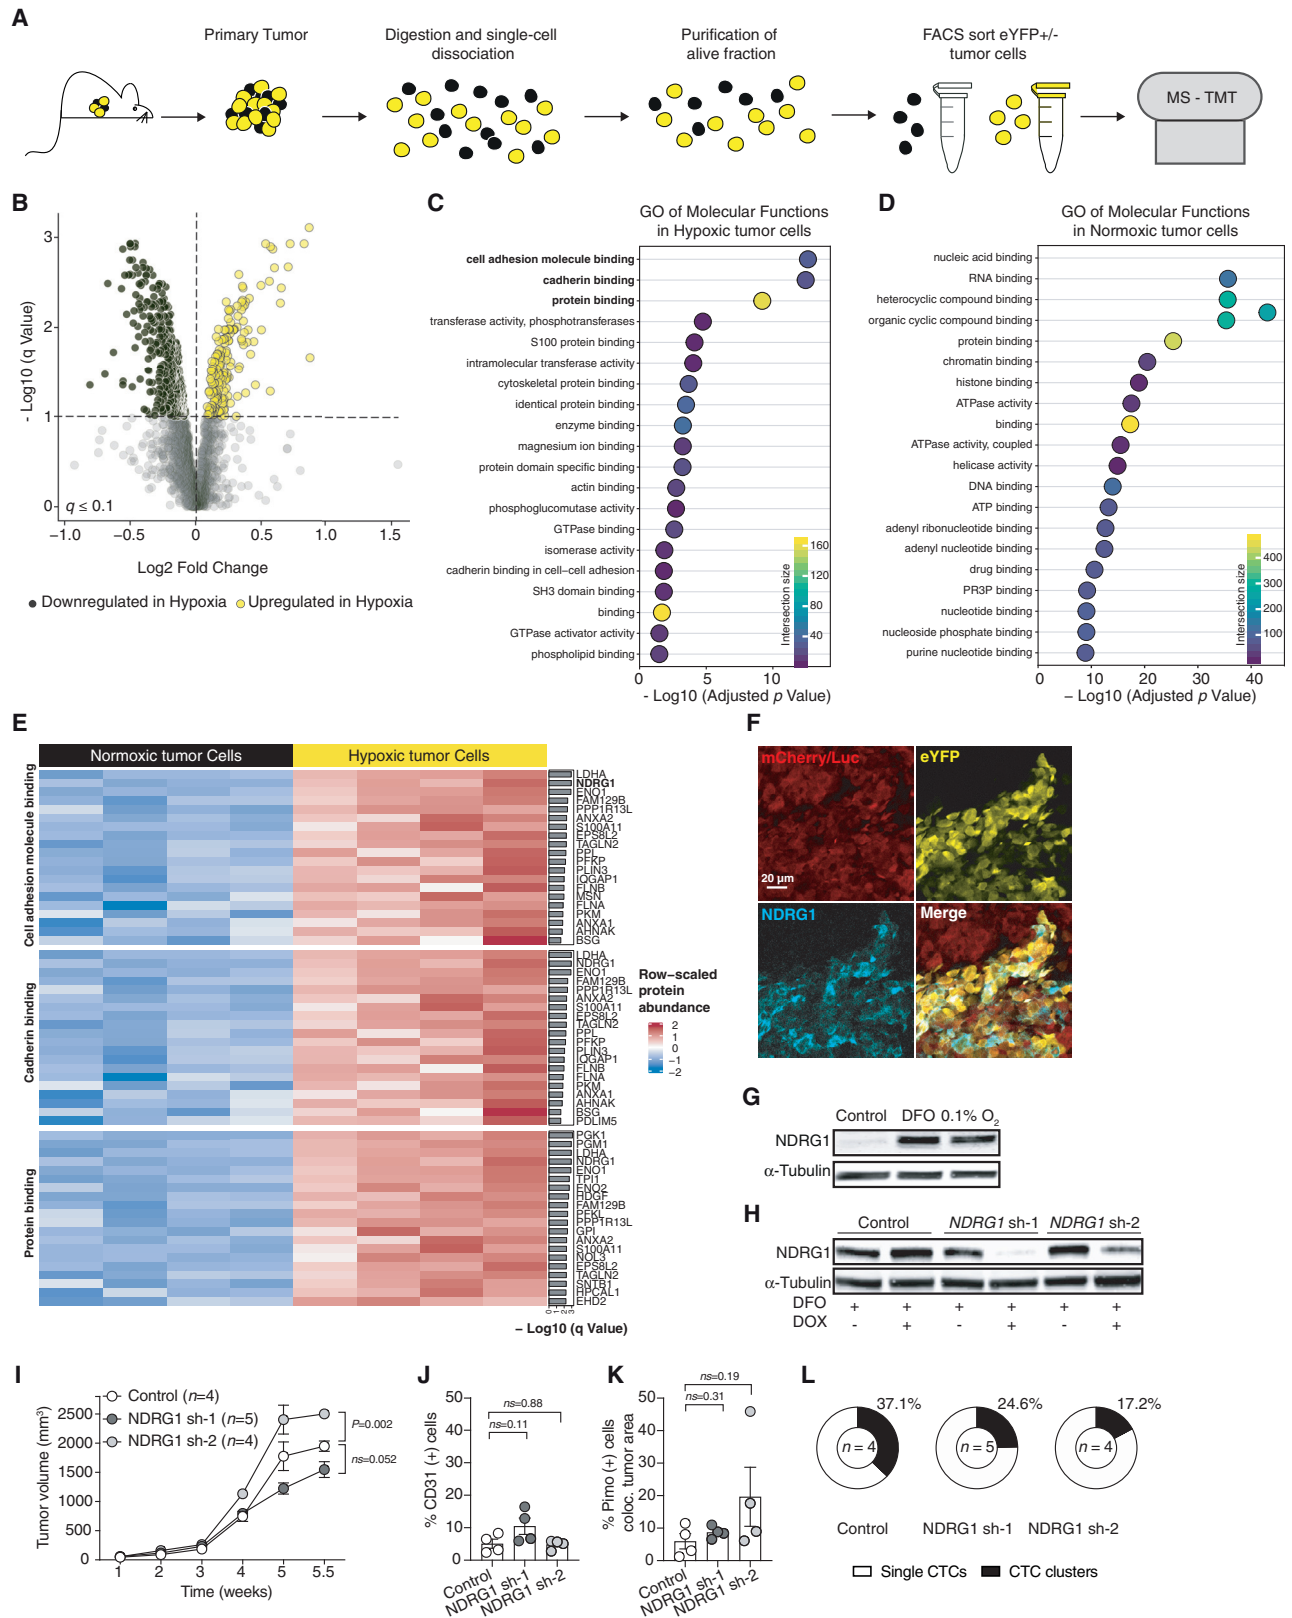 A
Primary Tumor
Digestion and single-cell
dissociation
Purification of
alive fraction
FACS sort eYFP+/-
tumor cells
MS - TMT
B
- Log10 (q Value)
3
2
1
0
q ≤ 0.1
−1.0
−0.5
0
0.5
1.0
1.5
Log2 Fold Change
Downregulated in Hypoxia
Upregulated in Hypoxia
C
GO of Molecular Functions
in Hypoxic tumor cells
cell adhesion molecule binding
cadherin binding
protein binding
transferase activity, phosphotransferases
S100 protein binding
intramolecular transferase activity
cytoskeletal protein binding
identical protein binding
enzyme binding
magnesium ion binding
protein domain specific binding
actin binding
phosphoglucomutase activity
GTPase binding
isomerase activity
cadherin binding in cell−cell adhesion
SH3 domain binding
binding
GTPase activator activity
phospholipid binding
Intersection size
160
120
80
40
0
5
10
- Log10 (Adjusted p Value)
D
GO of Molecular Functions
in Normoxic tumor cells
nucleic acid binding
RNA binding
heterocyclic compound binding
organic cyclic compound binding
protein binding
chromatin binding
histone binding
ATPase activity
binding
ATPase activity, coupled
helicase activity
DNA binding
ATP binding
adenyl ribonucleotide binding
adenyl nucleotide binding
drug binding
PR3P binding
nucleotide binding
nucleoside phosphate binding
purine nucleotide binding
Intersection size
400
300
200
100
0
10
20
30
40
− Log10 (Adjusted p Value)
E
Normoxic tumor Cells
Hypoxic tumor Cells
Cell adhesion molecule binding
LDHA
NDRG1
ENO1
FAM129B
PPP1R13L
ANXA2
S100A11
EPS8L2
TAGLN2
PPL
PFKP
PLIN3
IQGAP1
FLNB
MSN
FLNA
PKM
ANXA1
AHNAK
BSG
Cadherin binding
LDHA
NDRG1
ENO1
FAM129B
PPP1R13L
ANXA2
S100A11
EPS8L2
TAGLN2
PPL
PFKP
PLIN3
IQGAP1
FLNB
FLNA
PKM
ANXA1
AHNAK
BSG
PDLIM5
Protein binding
PGK1
PGM1
LDHA
NDRG1
ENO1
TPI1
ENO2
HDGF
FAM129B
PFKL
PPP1R13L
GPI
ANXA2
S100A11
NOL3
EPS8L2
TAGLN2
SNTB1
HPCAL1
EHD2
0 1 2 3
− Log10 (q Value)
Row−scaled
protein
abundance
2
1
0
−1
−2
F
mCherry/Luc
eYFP
20 µm
NDRG1
Merge
G
Control
DFO
0.1% O2
NDRG1
α-Tubulin
H
Control
NDRG1 sh-1
NDRG1 sh-2
NDRG1
α-Tubulin
DFO + + + + + +
DOX - + - + - +
I
Control (n=4)
NDRG1 sh-1 (n=5)
NDRG1 sh-2 (n=4)
Tumor volume (mm³)
2500
2000
1500
1000
500
0
P=0.002
ns=0.052
1 2 3 4 5 5.5
Time (weeks)
J
% CD31 (+) cells
50
40
30
20
10
0
ns=0.88
ns=0.11
Control
NDRG1 sh-1
NDRG1 sh-2
K
% Pimo (+) cells
coloc. tumor area
50
40
30
20
10
0
ns=0.19
ns=0.31
Control
NDRG1 sh-1
NDRG1 sh-2
L
37.1%
24.6%
17.2%
n = 4
n = 5
n = 4
Control
NDRG1 sh-1
NDRG1 sh-2
Single CTCs
CTC clusters